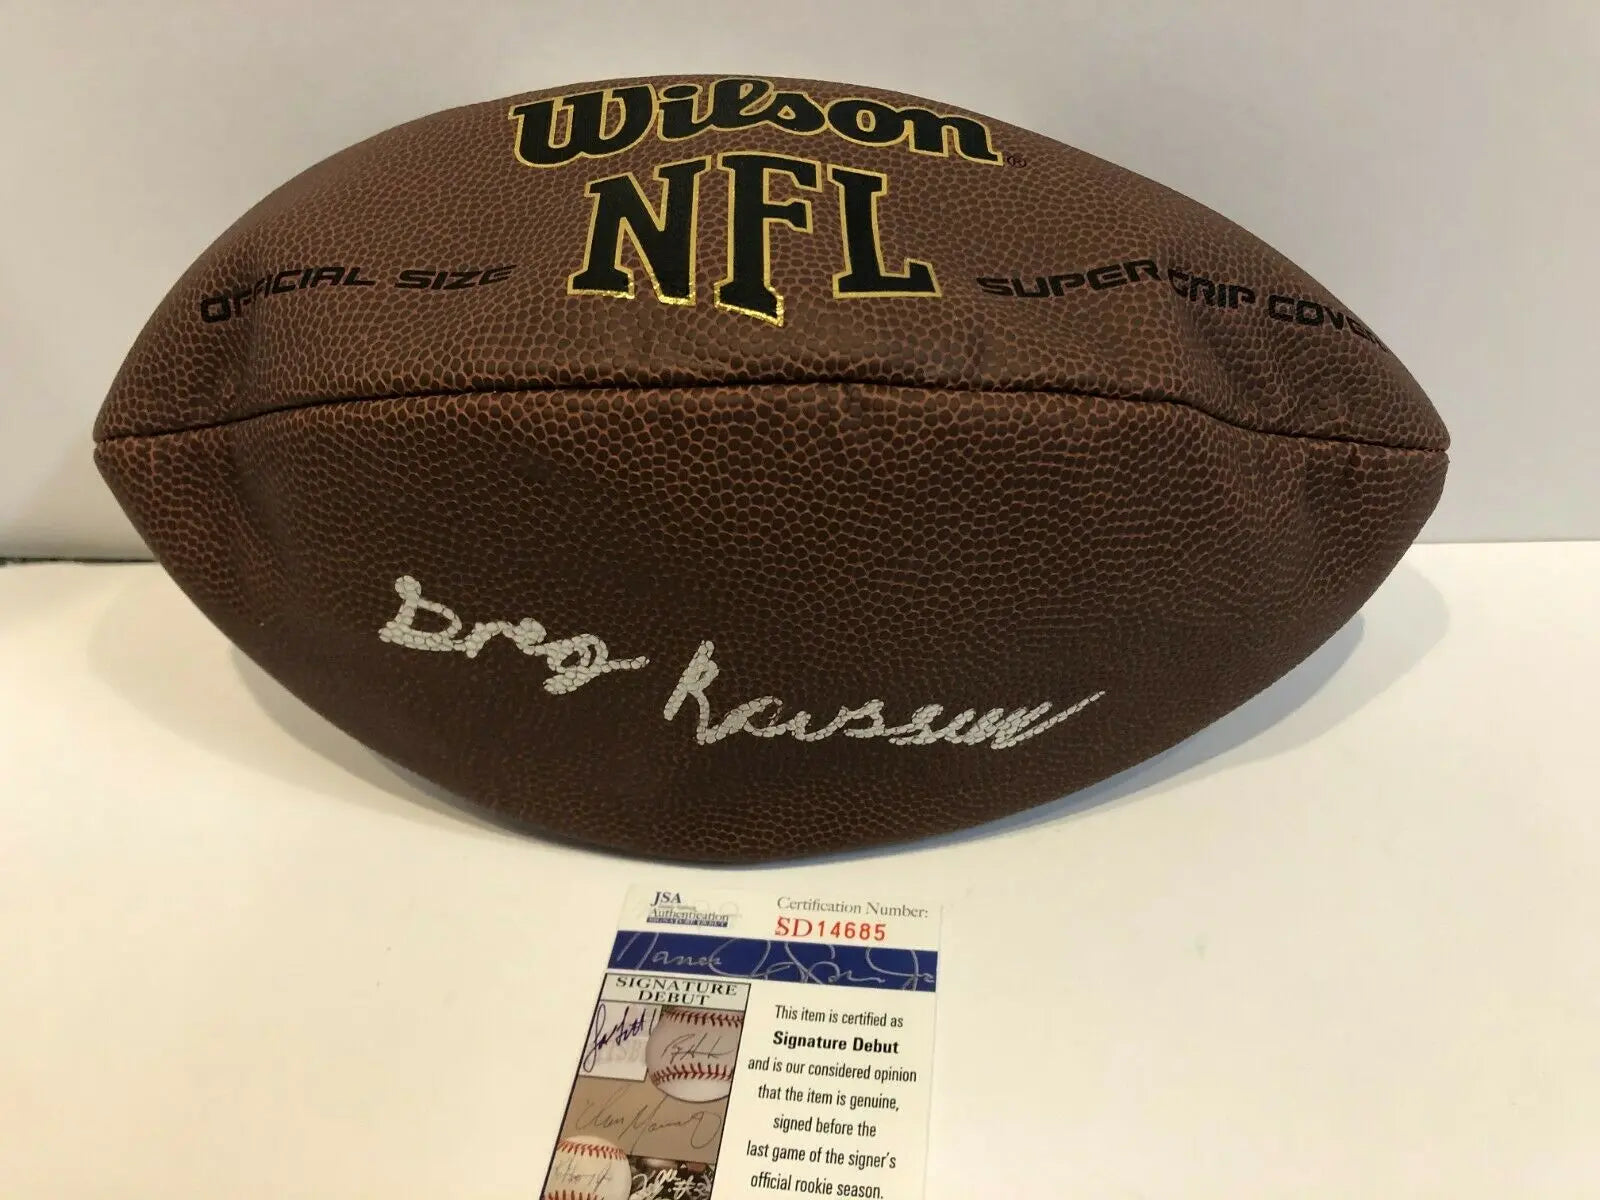 Wilson®
NFL
OFFICIAL SIZE
SUPER GRIP COVER
Greg Rousseau
JSA
Authentication
SIGNATURE DEBUT
Certification Number:
SD14685
SIGNATURE
DEBUT
This item is certified as
Signature Debut
and is our considered opinion
that the item is genuine,
signed before the
last game of the signer's
official rookie season.